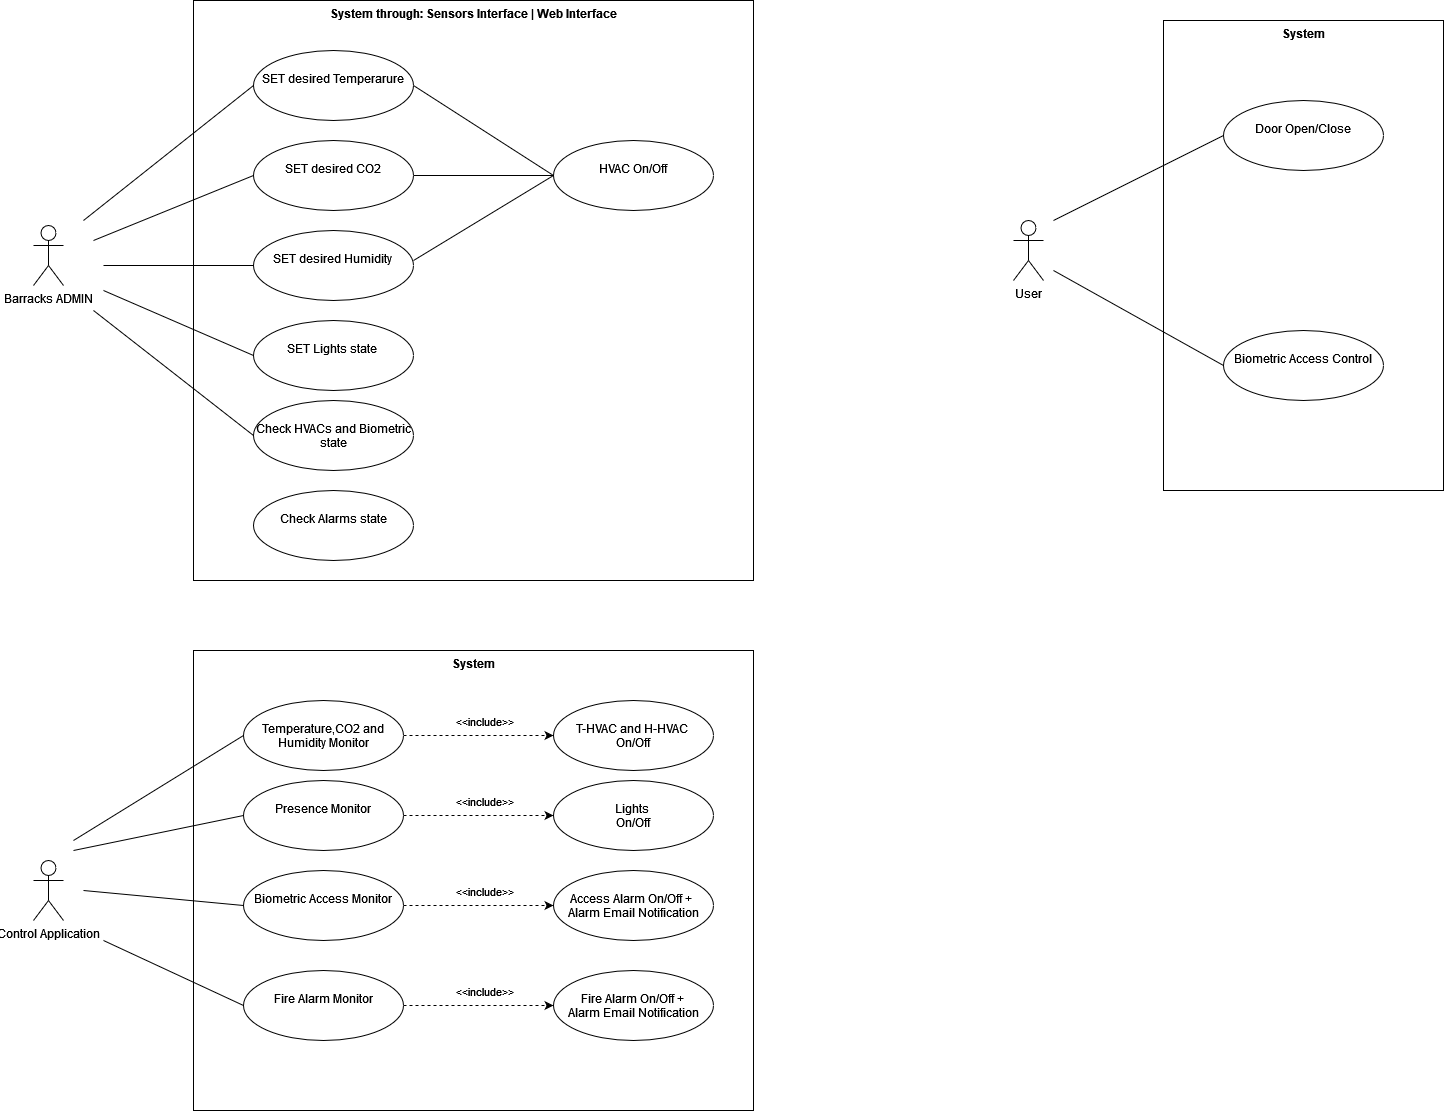 System through: Sensors Interface | Web Interface
SET desired Temperarure
SET desired CO2
HVAC On/Off
SET desired Humidity
Barracks ADMIN
SET Lights state
Check HVACs and Biometric
state
Check Alarms state
System
Door Open/Close
User
Biometric Access Control
System
Temperature,CO2 and
Humidity Monitor
<<include>>
T-HVAC and H-HVAC
On/Off
Presence Monitor
<<include>>
Lights
On/Off
Biometric Access Monitor
<<include>>
Access Alarm On/Off +
Alarm Email Notification
Control Application
Fire Alarm Monitor
<<include>>
Fire Alarm On/Off +
Alarm Email Notification